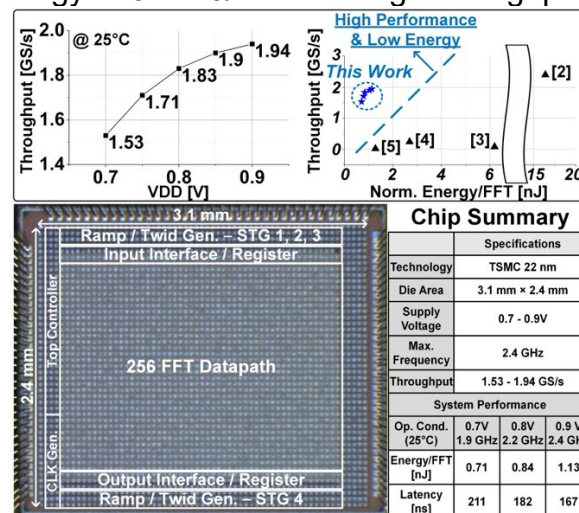 @ 25°C
2.0
1.8
1.6
1.4
Throughput [GS/s]
1.53
1.71
1.83
1.9
1.94
0.7 0.8 0.9
VDD [V]
High Performance
& Low Energy
This Work
3
2
1
0
Throughput [GS/s]
[2]
[3]
[4]
[5]
0 2 4 6 15 20
Norm. Energy/FFT [nJ]
3.1 mm
2.4 mm
Ramp / Twid Gen. – STG 1, 2, 3
Input Interface / Register
Top Controller
256 FFT Datapath
CLK Gen.
Output Interface / Register
Ramp / Twid Gen. – STG 4
Chip Summary
Specifications
Technology TSMC 22 nm
Die Area 3.1 mm × 2.4 mm
Supply
Voltage 0.7 - 0.9V
Max.
Frequency 2.4 GHz
Throughput 1.53 - 1.94 GS/s
System Performance
Op. Cond. 0.7V 0.8V 0.9 V
(25°C) 1.9 GHz 2.2 GHz 2.4 GH
Energy/FFT
[nJ] 0.71 0.84 1.13
Latency
[ns] 211 182 167